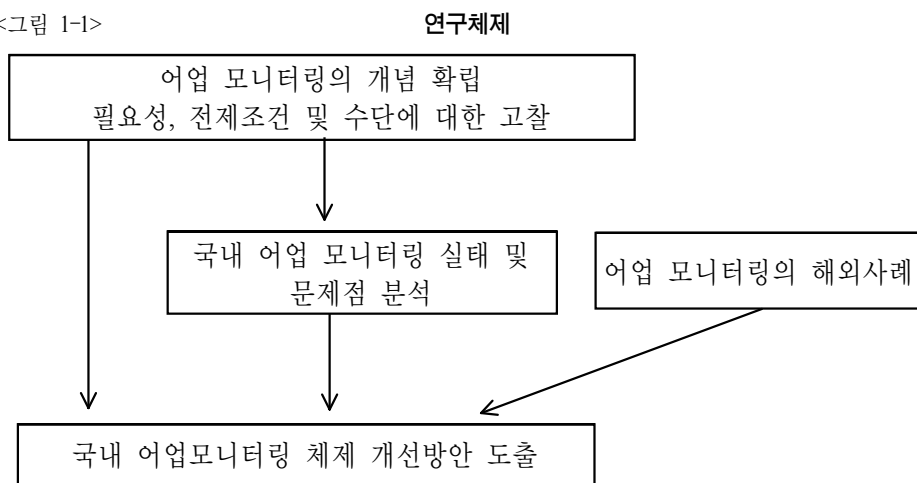 <그림 1-1>
연구체제
어업 모니터링의 개념 확립
필요성, 전제조건 및 수단에 대한 고찰
국내 어업 모니터링 실태 및
문제점 분석
어업 모니터링의 해외사례
국내 어업모니터링 체제 개선방안 도출